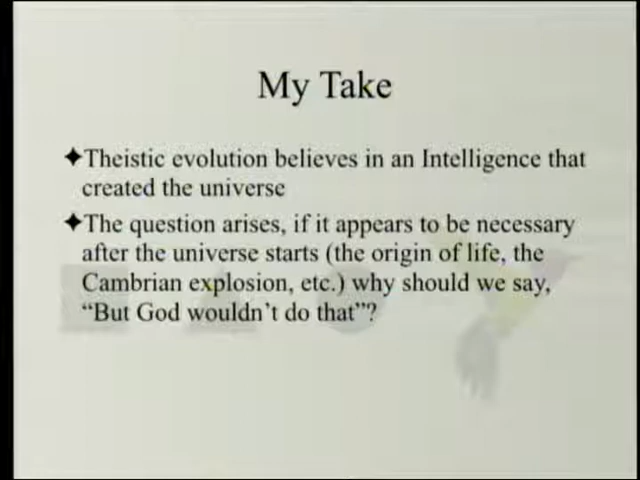 My Take
✦Theistic evolution believes in an Intelligence that
created the universe
✦The question arises, if it appears to be necessary
after the universe starts (the origin of life, the
Cambrian explosion, etc.) why should we say,
“But God wouldn’t do that”?